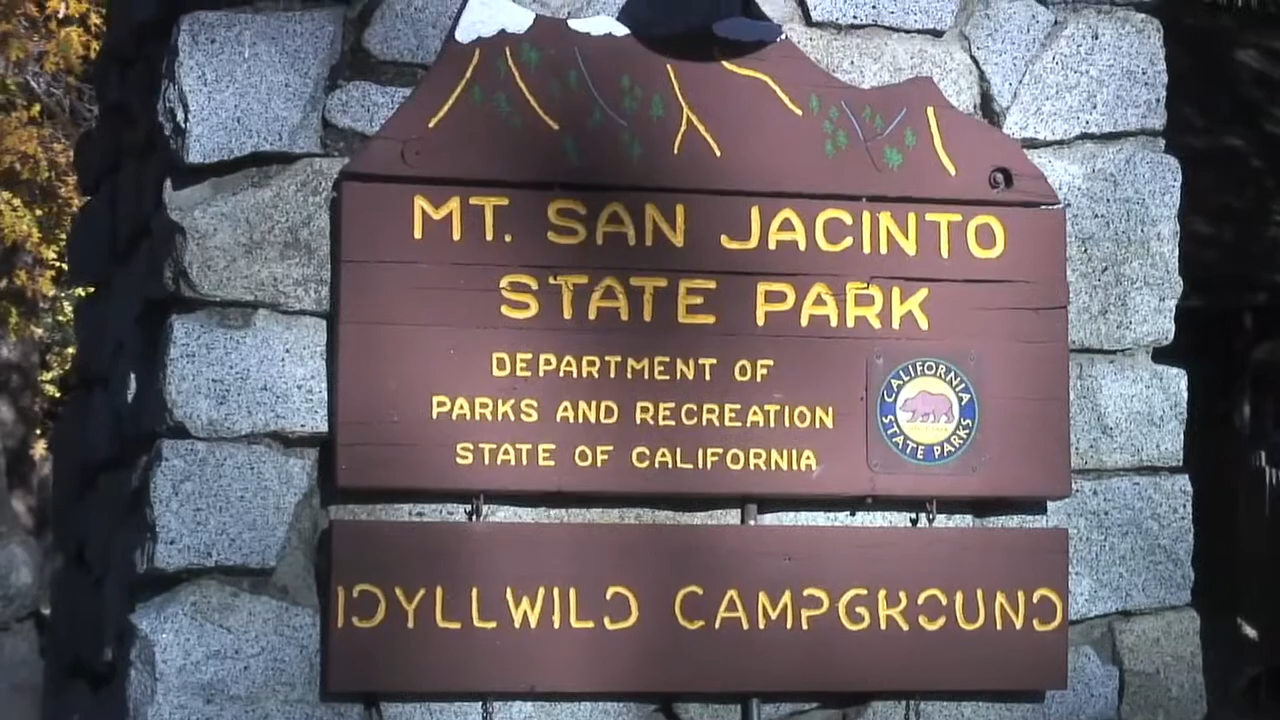 MT. SAN JACINTO
STATE PARK
DEPARTMENT OF
PARKS AND RECREATION
STATE OF CALIFORNIA
CALIFORNIA
STATE PARKS
IDYLLWILD CAMPGROUND